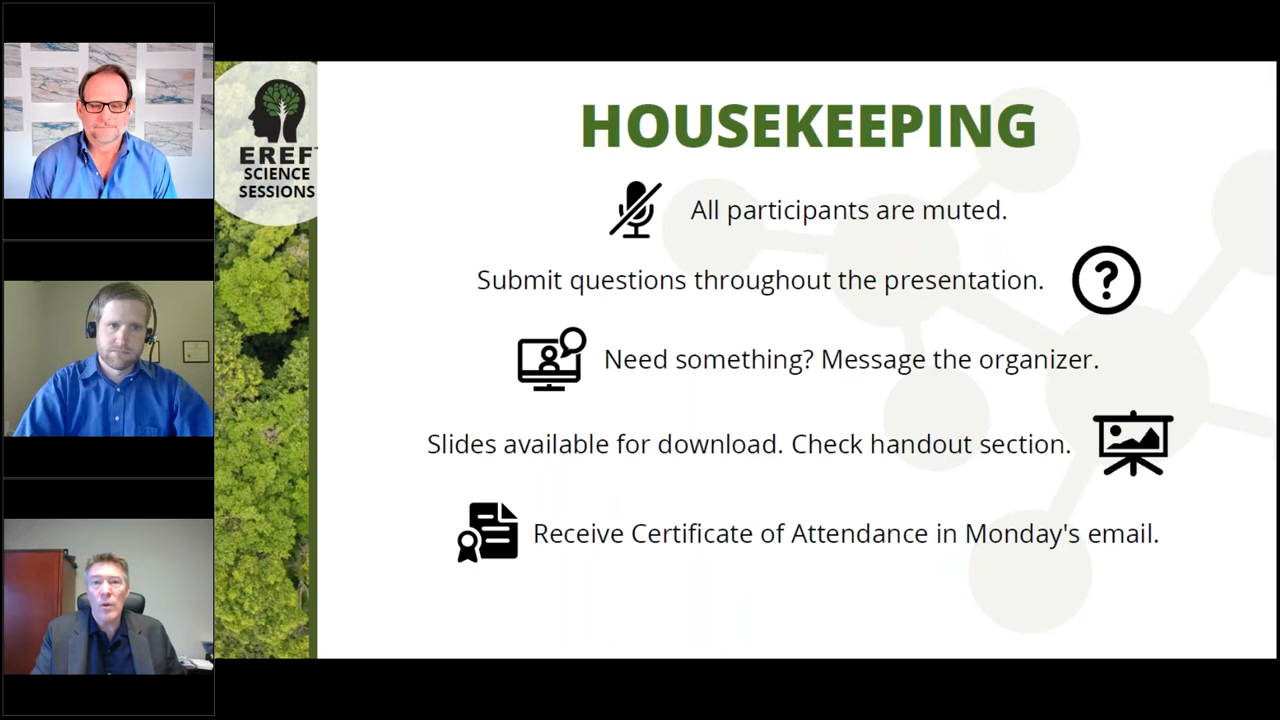 EREF
SCIENCE
SESSIONS
HOUSEKEEPING
All participants are muted.
Submit questions throughout the presentation.
Need something? Message the organizer.
Slides available for download. Check handout section.
Receive Certificate of Attendance in Monday's email.